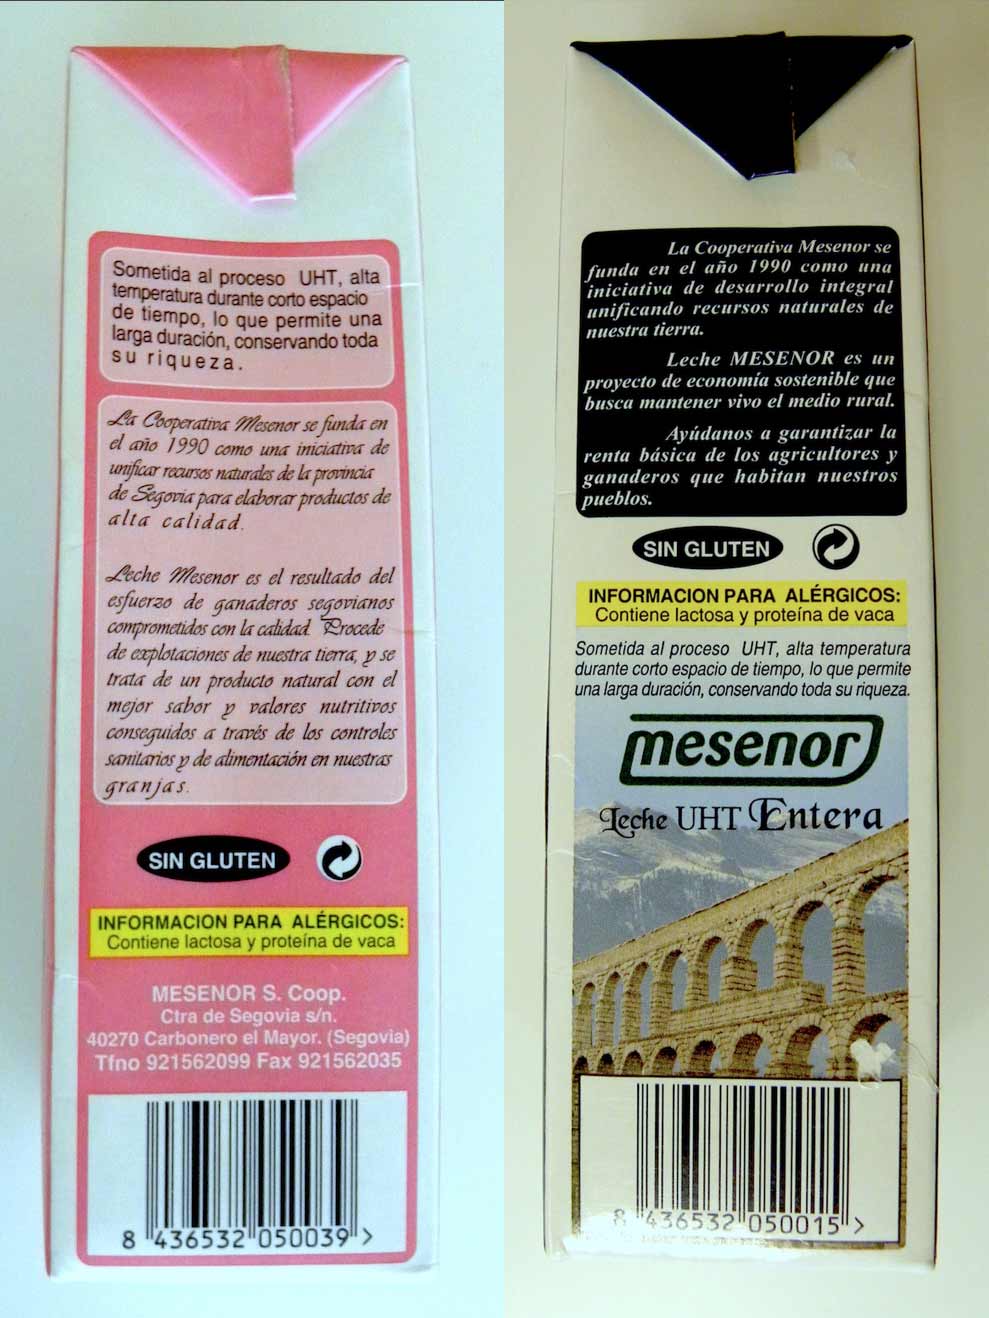 Sometida al proceso UHT, alta
temperatura durante corto espacio
de tiempo, lo que permite una
larga duración, conservando toda
su riqueza.
La Cooperativa Mesenor se funda en
el año 1990 como una iniciativa de
unificar recursos naturales de la provincia
de Segovia para elaborar productos de
alta calidad.
Leche Mesenor es el resultado del
esfuerzo de ganaderos segovianos
comprometidos con la calidad. Procede
de explotaciones de nuestra tierra, y se
trata de un producto natural con el
mejor sabor y valores nutritivos
conseguidos a través de los controles
sanitarios y de alimentación en nuestras
granjas.
SIN GLUTEN
INFORMACION PARA ALÉRGICOS:
Contiene lactosa y proteína de vaca
MESENOR S. Coop.
Ctra de Segovia s/n.
40270 Carbonero el Mayor. (Segovia)
Tfno 921562099 Fax 921562035
8 436532 050039 >
La Cooperativa Mesenor se
funda en el año 1990 como una
iniciativa de desarrollo integral
unificando recursos naturales de
nuestra tierra.
Leche MESENOR es un
proyecto de economía sostenible que
busca mantener vivo el medio rural.
Ayúdanos a garantizar la
renta básica de los agricultores y
ganaderos que habitan nuestros
pueblos.
SIN GLUTEN
INFORMACION PARA ALÉRGICOS:
Contiene lactosa y proteína de vaca
Sometida al proceso UHT, alta temperatura
durante corto espacio de tiempo, lo que permite
una larga duración, conservando toda su riqueza.
mesenor
Leche UHT Entera
8 436532 050015 >